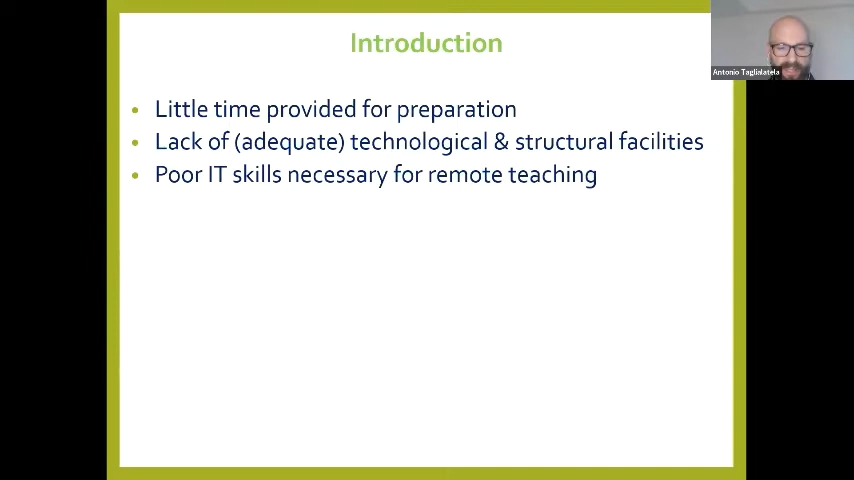 Introduction
Antonio Taglialatela
• Little time provided for preparation
• Lack of (adequate) technological & structural facilities
• Poor IT skills necessary for remote teaching